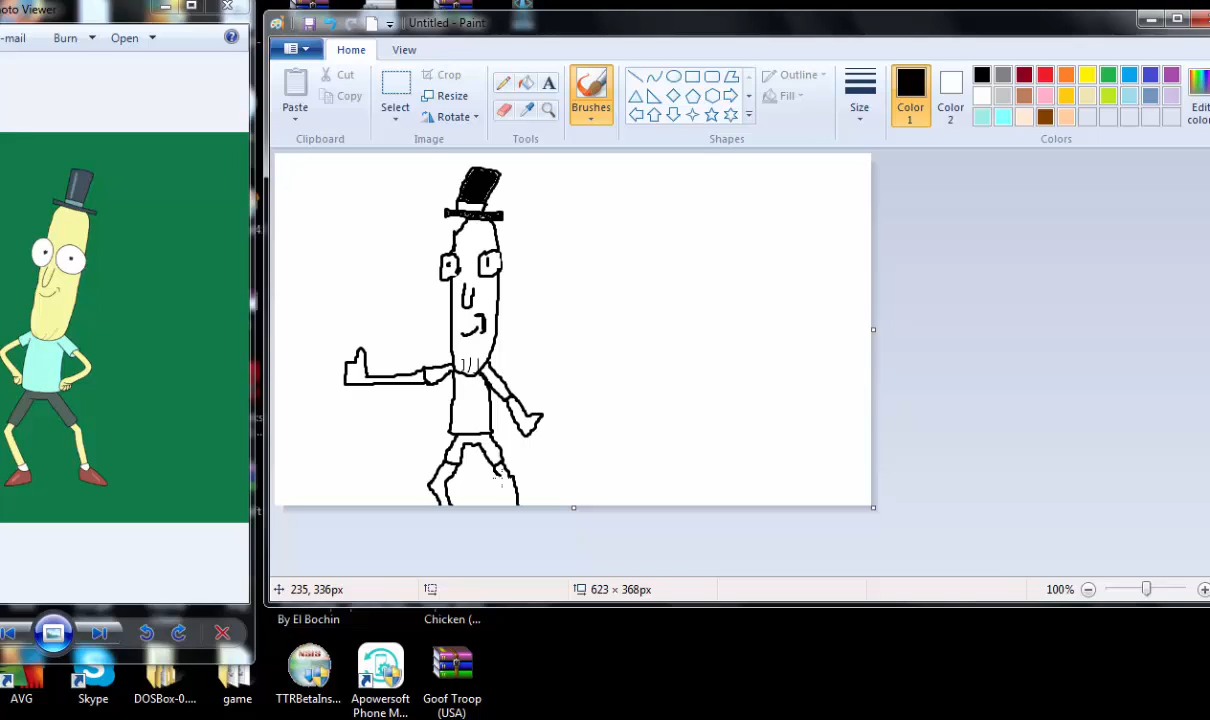 oto Viewer
-mail Burn Open
Untitled - Paint
Home View
Paste
Cut
Copy
Clipboard
Select
Crop
Resize
Rotate
Image
A
Tools
Brushes
Shapes
Outline
Fill
Size
Color
1
Color
2
Edit
Colors
235, 336px
623 × 368px
100%
By El Bochin
Chicken (...
AVG
Skype
DOSBox-0....
game
NSIS
TTRBetaIns...
Apowersoft
Phone M...
Goof Troop
(USA)